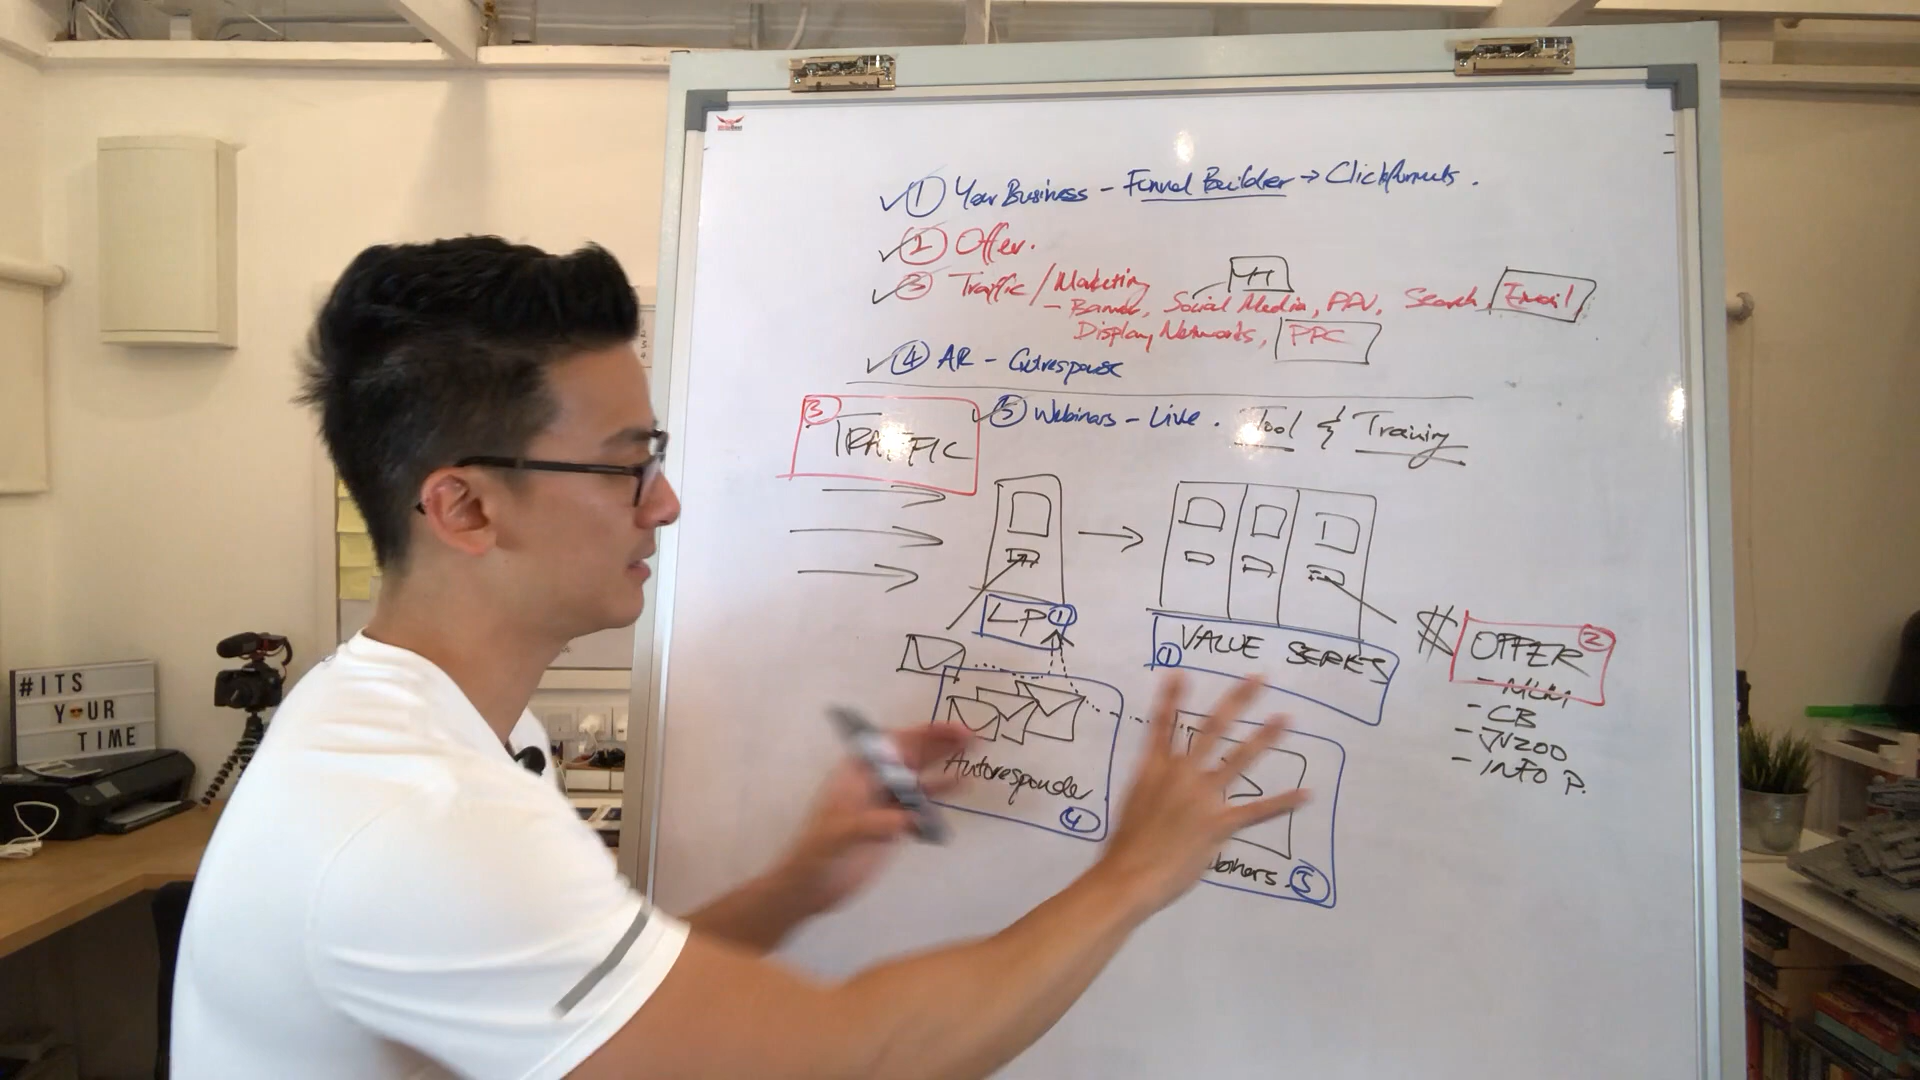 ① Your Business - Funnel Builder → Clickfunnels.
② Offer.
③ Traffic / Marketing
- Banner, Social Media, PPV, Search, Email
Display Networks, PPC
④ AR - Getresponse
⑤ Webinars - Live. Tool & Training
③ TRAFFIC
LP ①
① VALUE SERIES
$ OFFER ②
- MLM
- CB
- JVZOO
- INFO P.
Autoresponder
④
⑤
#ITS
YOUR
TIME